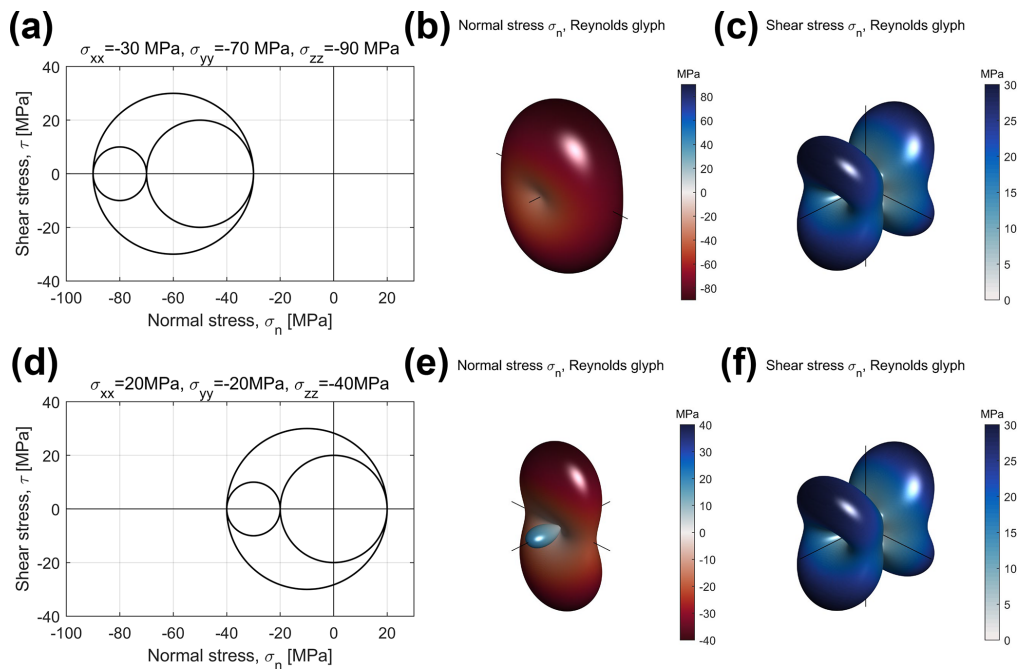 (a)
σxx=-30 MPa, σyy=-70 MPa, σzz=-90 MPa
40
20
0
-20
-40
Shear stress, τ [MPa]
-100 -80 -60 -40 -20 0 20
Normal stress, σn [MPa]
(b)
Normal stress σn, Reynolds glyph
MPa
80
60
40
20
0
-20
-40
-60
-80
(c)
Shear stress σn, Reynolds glyph
MPa
30
25
20
15
10
5
0
(d)
σxx=20MPa, σyy=-20MPa, σzz=-40MPa
40
20
0
-20
-40
Shear stress, τ [MPa]
-100 -80 -60 -40 -20 0 20
Normal stress, σn [MPa]
(e)
Normal stress σn, Reynolds glyph
MPa
40
30
20
10
0
-10
-20
-30
-40
(f)
Shear stress σn, Reynolds glyph
MPa
30
25
20
15
10
5
0